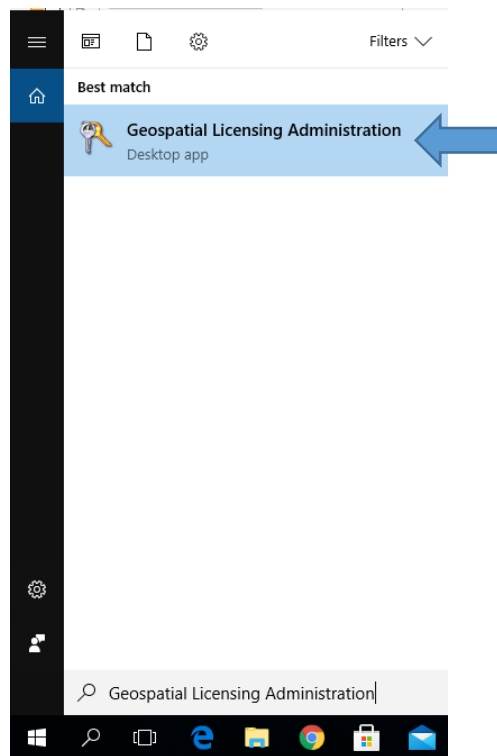 Filters
Best match
Geospatial Licensing Administration
Desktop app
Geospatial Licensing Administration